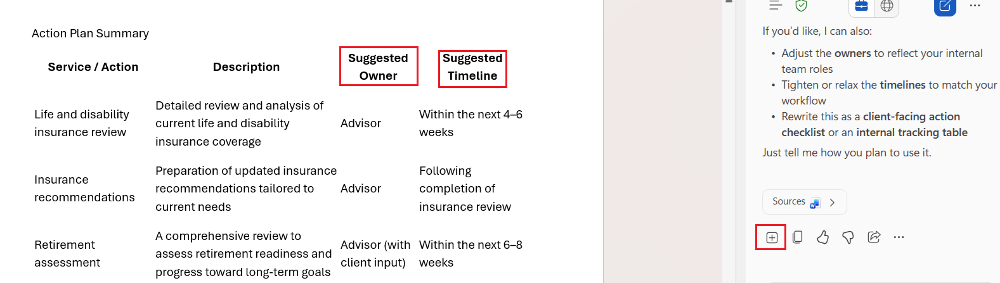 Action Plan Summary
Service / Action
Description
Suggested
Owner
Suggested
Timeline
Life and disability
insurance review
Detailed review and analysis of
current life and disability
insurance coverage
Advisor
Within the next 4–6
weeks
Insurance
recommendations
Preparation of updated insurance
recommendations tailored to
current needs
Advisor
Following
completion of
insurance review
Retirement
assessment
A comprehensive review to
assess retirement readiness and
progress toward long-term goals
Advisor (with
client input)
Within the next 6–8
weeks
If you’d like, I can also:
• Adjust the owners to reflect your internal
team roles
• Tighten or relax the timelines to match your
workflow
• Rewrite this as a client-facing action
checklist or an internal tracking table
Just tell me how you plan to use it.
Sources